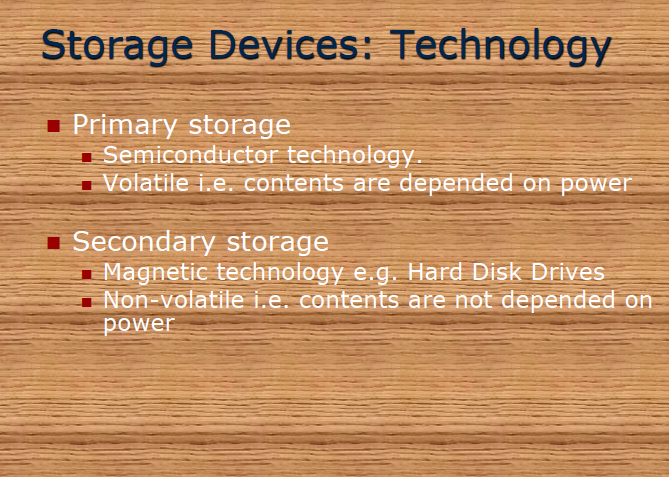 Storage Devices: Technology
Primary storage
Semiconductor technology.
Volatile i.e. contents are depended on power
Secondary storage
Magnetic technology e.g. Hard Disk Drives
Non-volatile i.e. contents are not depended on
power